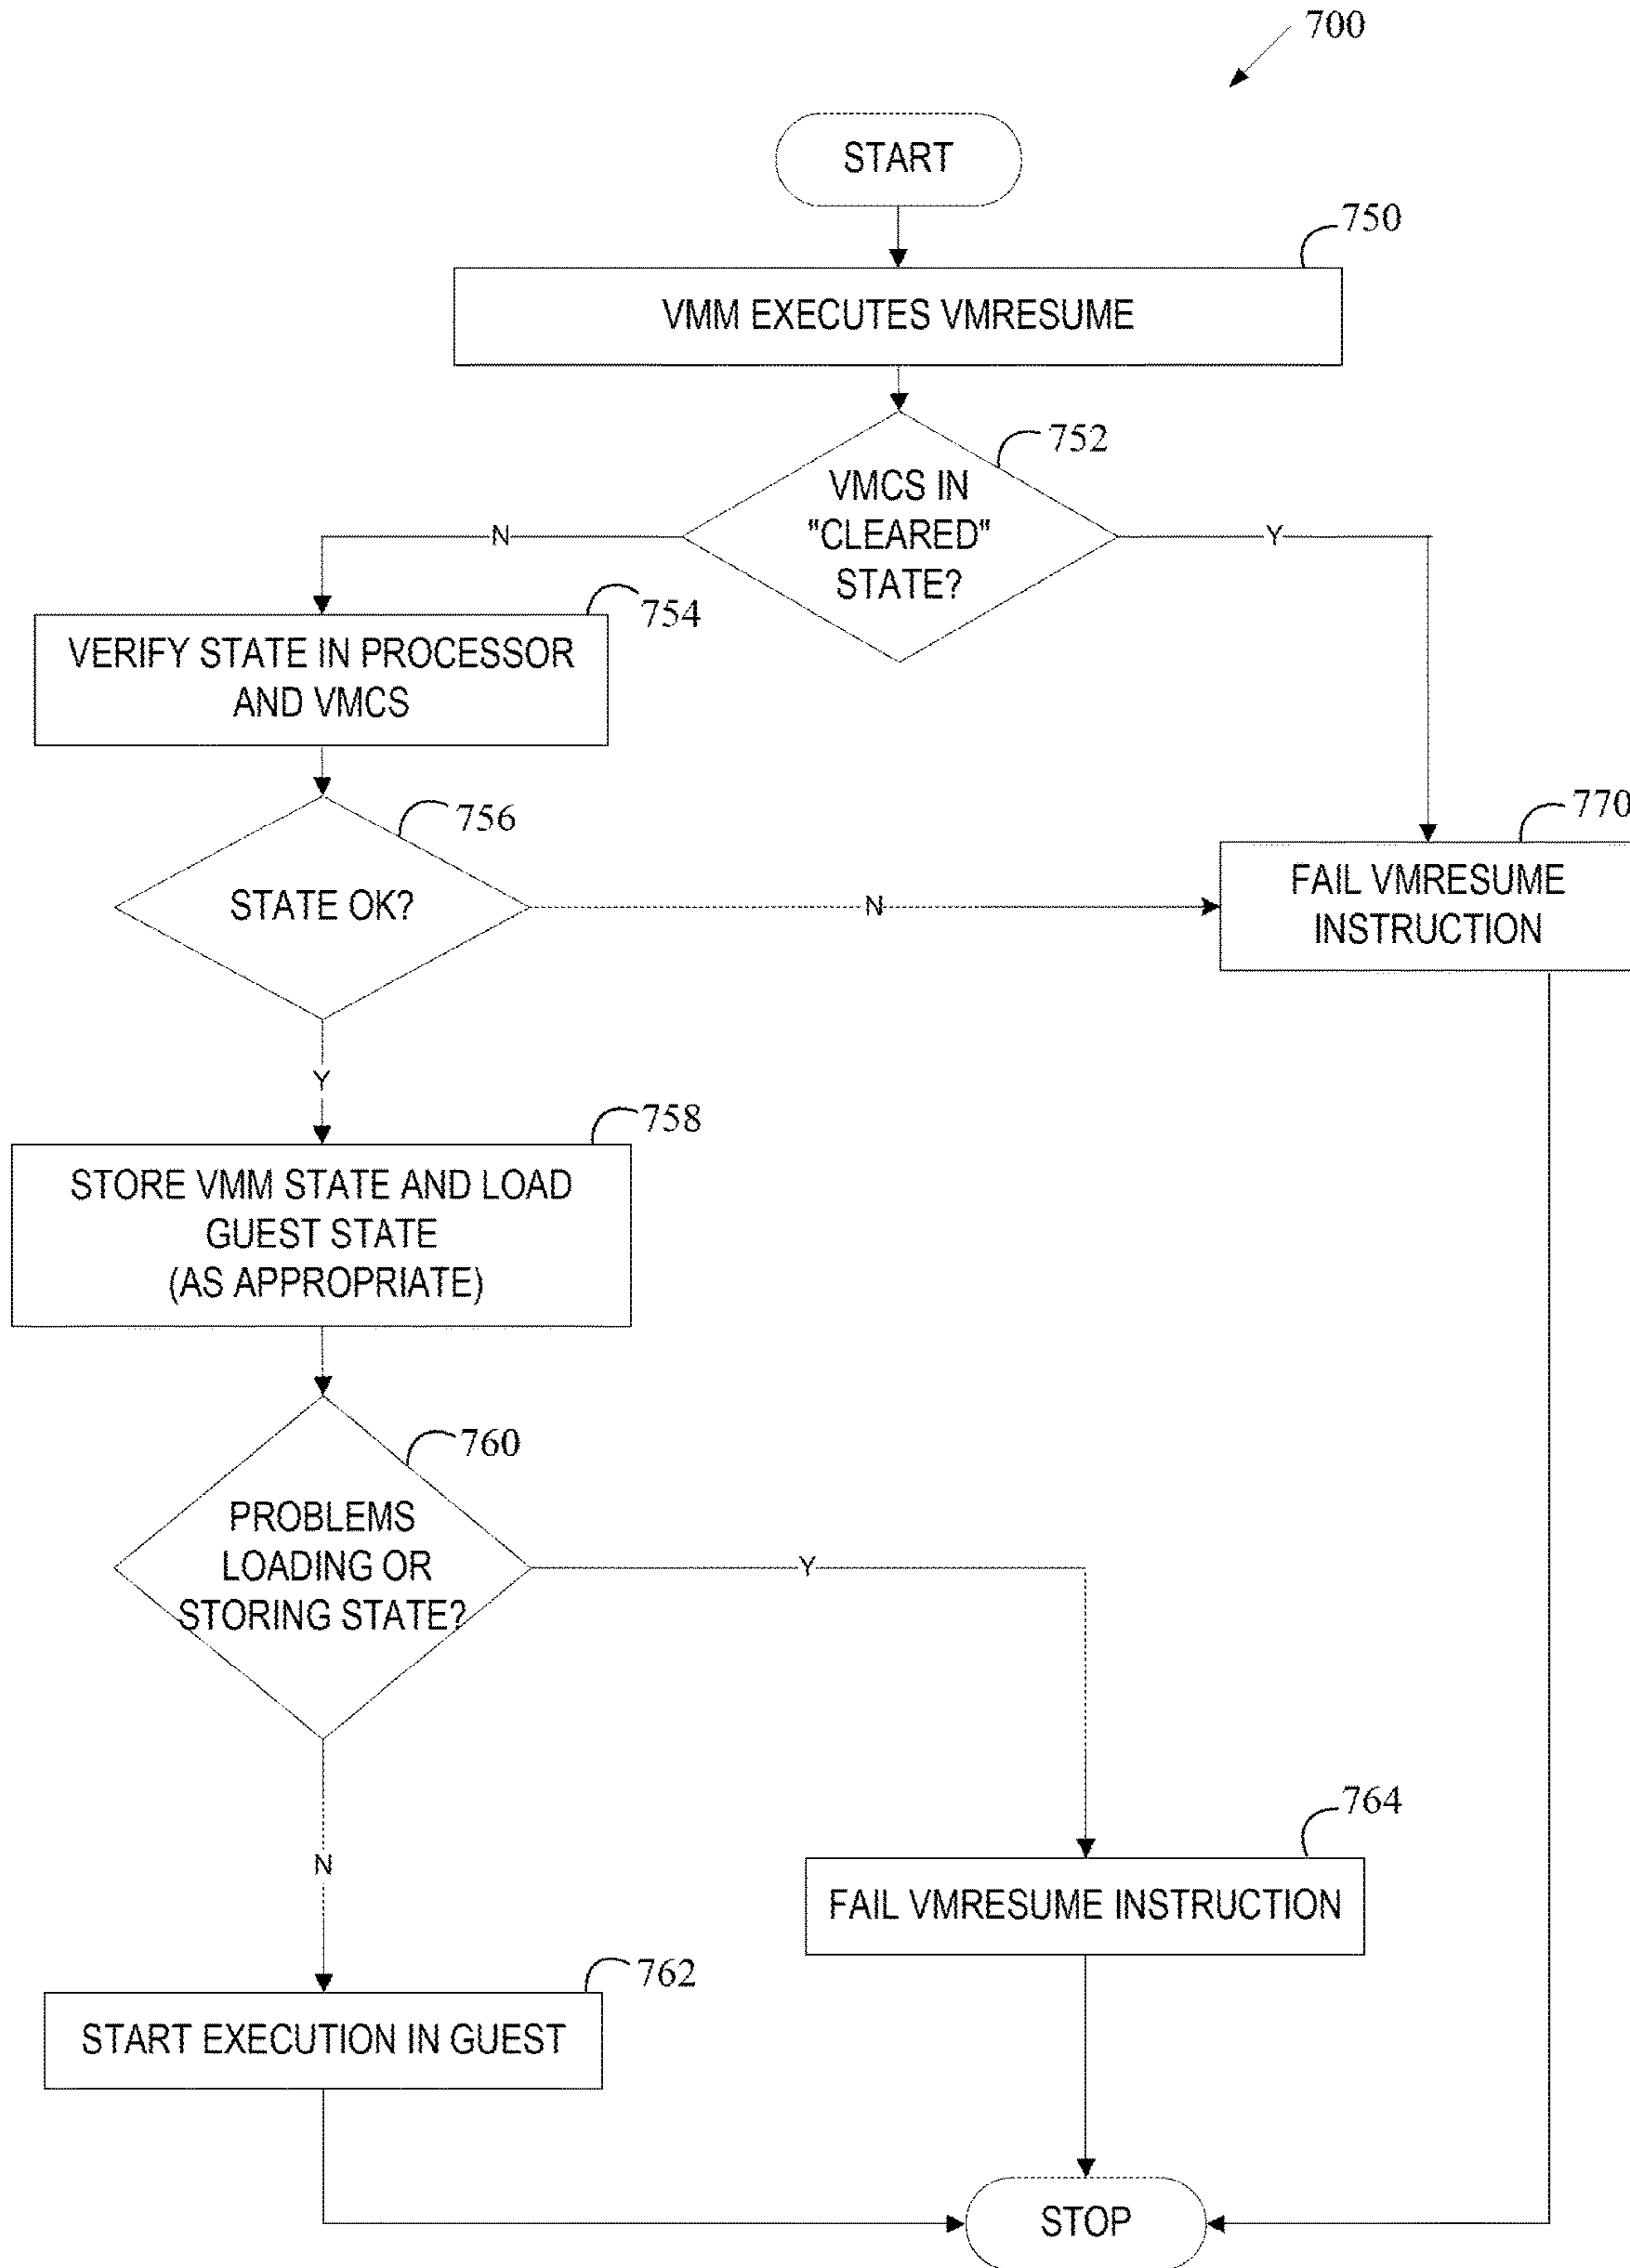 700
START
750
VMM EXECUTES VMRESUME
752
VMCS IN
"CLEARED"
STATE?
N
Y
754
VERIFY STATE IN PROCESSOR
AND VMCS
756
STATE OK?
N
770
FAIL VMRESUME
INSTRUCTION
Y
758
STORE VMM STATE AND LOAD
GUEST STATE
(AS APPROPRIATE)
760
PROBLEMS
LOADING OR
STORING STATE?
Y
N
764
FAIL VMRESUME INSTRUCTION
762
START EXECUTION IN GUEST
STOP